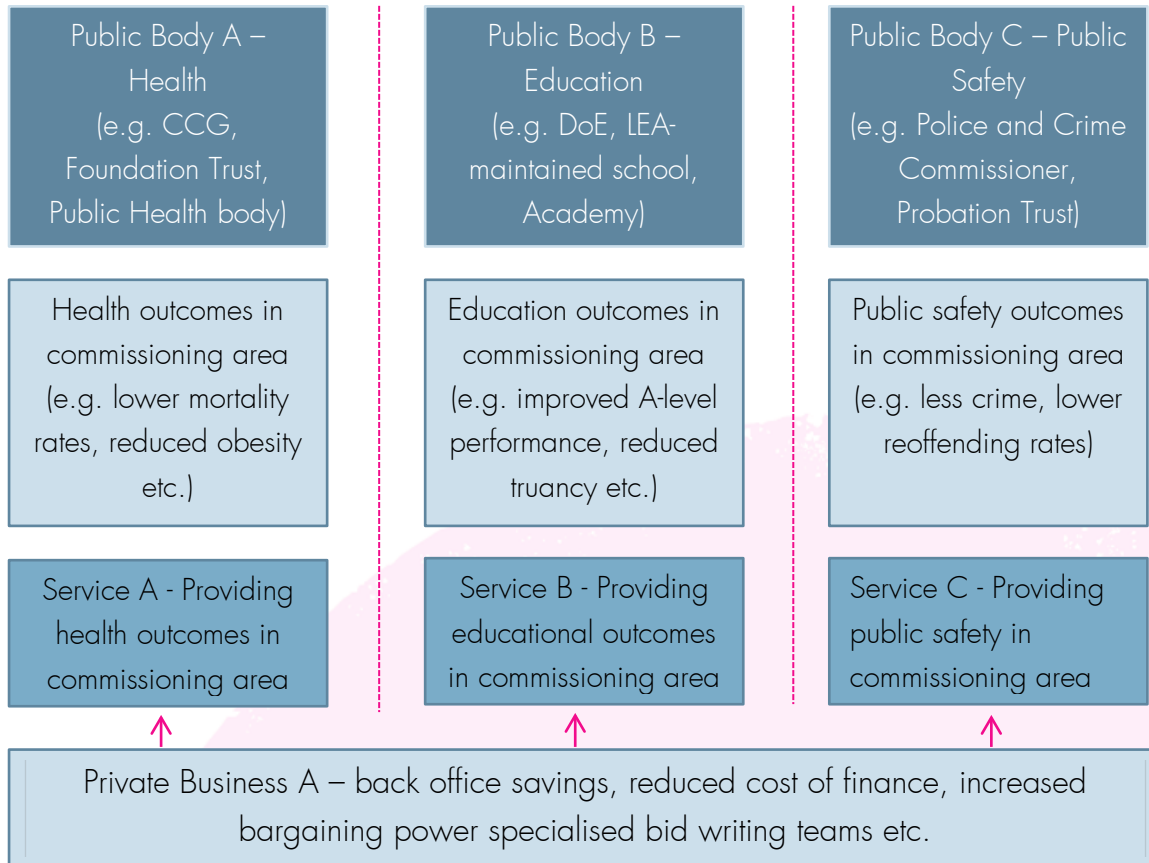 Public Body A –
Health
(e.g. CCG,
Foundation Trust,
Public Health body)
Public Body B –
Education
(e.g. DoE, LEA-
maintained school,
Academy)
Public Body C – Public
Safety
(e.g. Police and Crime
Commissioner,
Probation Trust)
Health outcomes in
commissioning area
(e.g. lower mortality
rates, reduced obesity
etc.)
Education outcomes in
commissioning area
(e.g. improved A-level
performance, reduced
truancy etc.)
Public safety outcomes
in commissioning area
(e.g. less crime, lower
reoffending rates)
Service A - Providing
health outcomes in
commissioning area
Service B - Providing
educational outcomes
in commissioning area
Service C - Providing
public safety in
commissioning area
Private Business A – back office savings, reduced cost of finance, increased
bargaining power specialised bid writing teams etc.